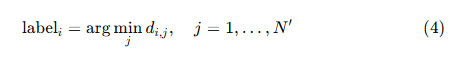 label_i = arg min_j d_{i,j},   j = 1, . . . , N′   (4)